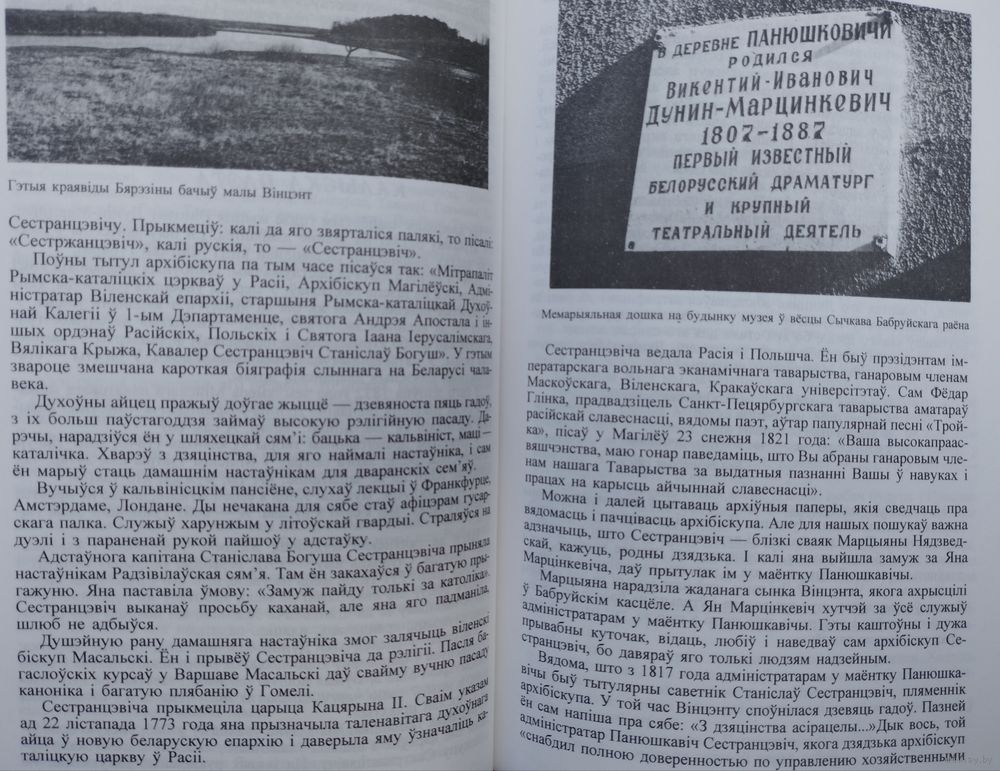 Гэтыя краявіды Бярэзіны бачыў малы Вінцэнт
Сестранцэвічу. Прыкмеціў: калі да яго звярталіся палякі, то пісалі:
«Сестржанцэвіч», калі рускія, то — «Сестранцэвіч».
Поўны тытул архібіскупа па тым часе пісаўся так: «Мітрапаліт
Рымска-каталіцкіх цэркваў у Расіі, Архібіскуп Магілёўскі, Адмі-
ністратар Віленскай епархіі, старшыня Рымска-каталіцкай Духоў-
най Калегіі ў 1-ым Дэпартаменце, святога Андрэя Апостала і ін-
шых ордэнаў Расійскіх, Польскіх і Святога Іаана Іерусалімскага,
Вялікага Крыжа, Кавалер Сестранцэвіч Станіслаў Богуш». У гэтым
звароце змешчана кароткая біяграфія слыннага на Беларусі чала-
века.
Духоўны айцец пражыў доўгае жыццё — дзевяноста пяць гадоў,
з іх больш паўстагоддзя займаў высокую рэлігійную пасаду. Да-
рэчы, нарадзіўся ён у шляхецкай сям’і: бацька — кальвініст, маці —
каталічка. Хварэў з дзяцінства, для яго наймалі настаўніка, і сам
ён марыў стаць дамашнім настаўнікам для дваранскіх сем’яў.
Вучыўся ў кальвінісцкім пансіёне, слухаў лекцыі ў Франкфурце,
Амстэрдаме, Лондане. Ды нечакана для сябе стаў афіцэрам гусар-
скага палка. Служыў харунжым у літоўскай гвардыі. Страляўся на
дуэлі і з параненай рукой пайшоў у адстаўку.
Адстаўнога капітана Станіслава Богуша Сестранцэвіча прыняла
настаўнікам Радзівілаўская сям’я. Там ён закахаўся ў багатую пры-
гажуню. Яна паставіла ўмову: «Замуж пайду толькі за католіка».
Сестранцэвіч выканаў просьбу каханай, але яна яго падманіла,
шлюб не адбыўся.
Душэйную рану дамашняга настаўніка змог залячыць віленскі
біскуп Масальскі. Ён і прывёў Сестранцэвіча да рэлігіі. Пасля ба-
гаслоўскіх курсаў у Варшаве Масальскі даў свайму вучню пасаду
каноніка і багатую плябанію ў Гомелі.
Сестранцэвіча прыкмеціла царыца Кацярына II. Сваім указам
ад 22 лістапада 1773 года яна прызначыла таленавітага духоўнага
айца ў новую беларускую епархію і даверыла яму ўзначаліць ка-
таліцкую царкву ў Расіі.
В ДЕРЕВНЕ ПАНЮШКОВИЧИ
РОДИЛСЯ
ВИКЕНТИЙ-ИВАНОВИЧ
ДУНИН-МАРЦИНКЕВИЧ
1807-1887
ПЕРВЫЙ ИЗВЕСТНЫЙ
БЕЛОРУССКИЙ ДРАМАТУРГ
И КРУПНЫЙ
ТЕАТРАЛЬНЫЙ ДЕЯТЕЛЬ
Мемарыяльная дошка на будынку музея ў вёсцы Сычкава Бабруйскага раёна
Сестранцэвіча ведала Расія і Польшча. Ён быў прэзідэнтам ім-
ператарскага вольнага эканамічнага таварыства, ганаровым членам
Маскоўскага, Віленскага, Кракаўскага універсітэтаў. Сам Фёдар
Глінка, прадвадзіцель Санкт-Пецярбургскага таварыства аматараў
расійскай славеснасці, вядомы паэт, аўтар папулярнай песні «Трой-
ка», пісаў у Магілёў 23 снежня 1821 года: «Ваша высокапраас-
вяшчэнства, маю гонар паведаміць, што Вы абраны ганаровым чле-
нам нашага Таварыства за выдатныя пазнанні Вашы ў навуках і
працах на карысць айчыннай славеснасці».
Можна і далей цытаваць архіўныя паперы, якія сведчаць пра
вядомасць і пачцівасць архібіскупа. Але для нашых пошукаў важна
адзначыць, што Сестранцэвіч — блізкі сваяк Марцыяны Нядзвед-
скай, кажуць, родны дзядзька. І калі яна выйшла замуж за Яна
Марцінкевіча, даў прытулак ім у маёнтку Панюшкавічы.
Марцыяна нарадзіла жаданага сынка Вінцэнта, якога ахрысцілі
ў Бабруйскім касцёле. А Ян Марцінкевіч хутчэй за ўсё служыў
адміністратарам у маёнтку Панюшкавічы. Гэты каштоўны і дужа
прывабны куточак, відаць, любіў і наведваў сам архібіскуп Се-
странцэвіч, бо давяраў яго толькі людзям надзейным.
Вядома, што з 1817 года адміністратарам у маёнтку Панюшка-
вічы быў тытулярны саветнік Станіслаў Сестранцэвіч, пляменнік
архібіскупа. У той час Вінцэнту споўнілася дзевяць гадоў. Пазней
ён сам напіша пра сябе: «З дзяцінства асірацелы...» Дык вось, той
адміністратар Панюшкавіч Сестранцэвіч, якога дзядзька архібіскуп
«снабдил полною доверенностью по управлению хозяйственными